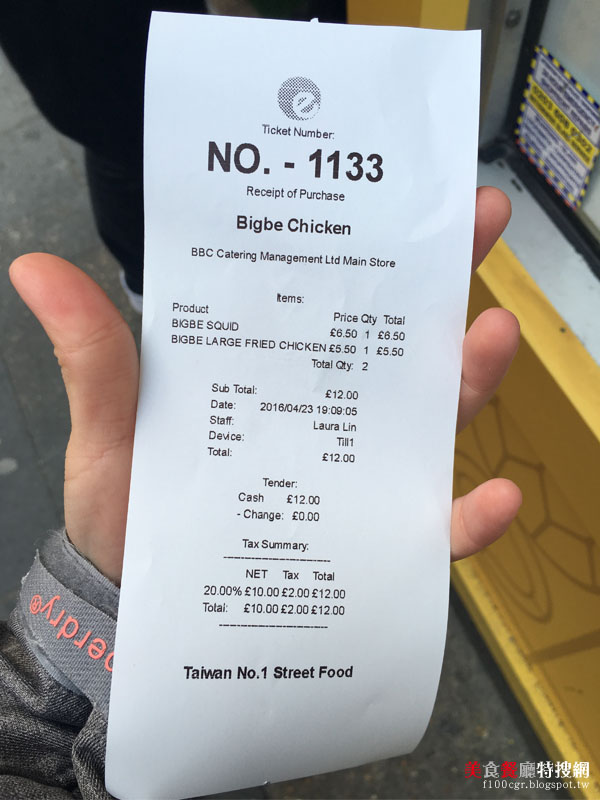 Ticket Number:
NO. - 1133
Receipt of Purchase
Bigbe Chicken
BBC Catering Management Ltd Main Store
Items:
Product Price Qty Total
BIGBE SQUID £6.50 1 £6.50
BIGBE LARGE FRIED CHICKEN £5.50 1 £5.50
Total Qty: 2
Sub Total: £12.00
Date: 2016/04/23 19:09:05
Staff: Laura Lin
Device: Till1
Total: £12.00
Tender:
Cash £12.00
- Change: £0.00
Tax Summary:
NET Tax Total
20.00% £10.00 £2.00 £12.00
Total: £10.00 £2.00 £12.00
Taiwan No.1 Street Food
美食餐廳特搜網
f100cgr.blogspot.tw